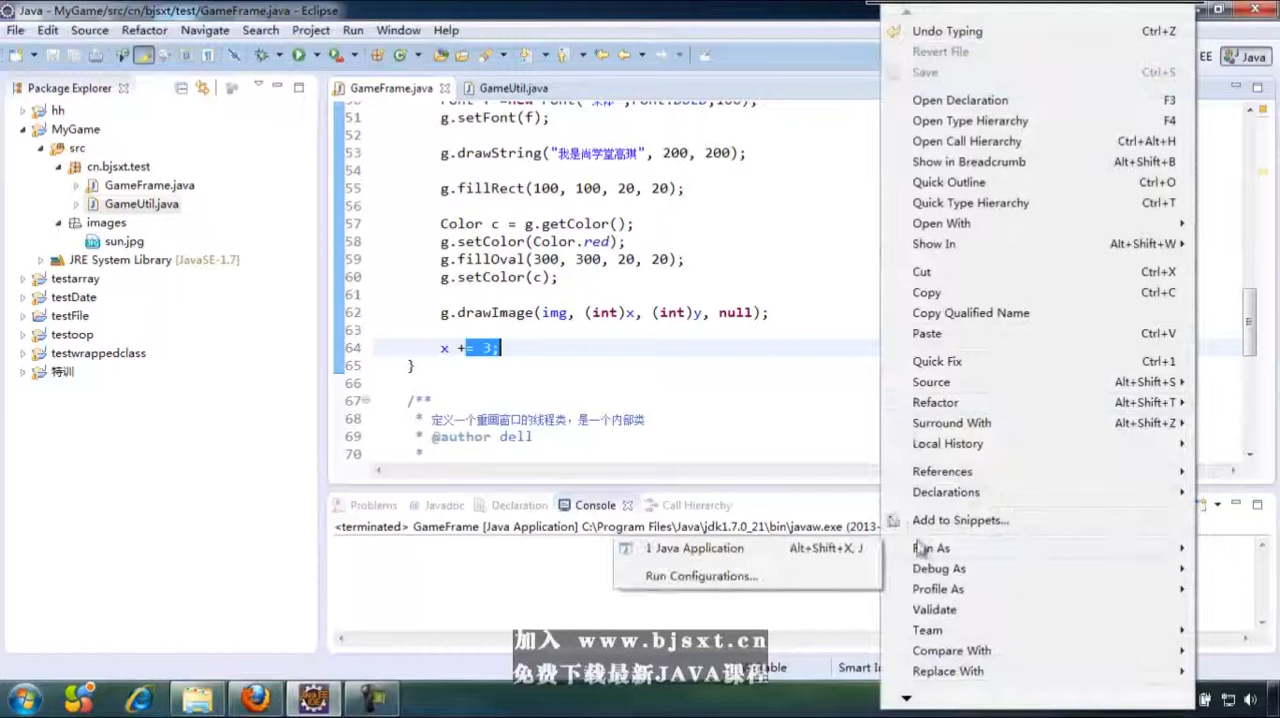 Java - MyGame/src/cn/bjsxt/test/GameFrame.java - Eclipse
File Edit Source Refactor Navigate Search Project Run Window Help
EE Java
Package Explorer
hh
MyGame
src
cn.bjsxt.test
GameFrame.java
GameUtil.java
images
sun.jpg
JRE System Library [JavaSE-1.7]
testarray
testDate
testFile
testoop
testwrappedclass
特训
GameFrame.java GameUtil.java
51 g.setFont(f);
52
53 g.drawString("我是尚学堂高琪", 200, 200);
54
55 g.fillRect(100, 100, 20, 20);
56
57 Color c = g.getColor();
58 g.setColor(Color.red);
59 g.fillOval(300, 300, 20, 20);
60 g.setColor(c);
61
62 g.drawImage(img, (int)x, (int)y, null);
63
64 x += 3;
65 }
66
67 /**
68 * 定义一个重画窗口的线程类，是一个内部类
69 * @author dell
70 *
Problems @ Javadoc Declaration Console Call Hierarchy
<terminated> GameFrame [Java Application] C:\Program Files\Java\jdk1.7.0_21\bin\javaw.exe (2013-
1 Java Application Alt+Shift+X, J
Run Configurations...
Undo Typing Ctrl+Z
Revert File
Save Ctrl+S
Open Declaration F3
Open Type Hierarchy F4
Open Call Hierarchy Ctrl+Alt+H
Show in Breadcrumb Alt+Shift+B
Quick Outline Ctrl+O
Quick Type Hierarchy Ctrl+T
Open With
Show In Alt+Shift+W
Cut Ctrl+X
Copy Ctrl+C
Copy Qualified Name
Paste Ctrl+V
Quick Fix Ctrl+1
Source Alt+Shift+S
Refactor Alt+Shift+T
Surround With Alt+Shift+Z
Local History
References
Declarations
Add to Snippets...
Run As
Debug As
Profile As
Validate
Team
Compare With
Replace With
加入 www.bjsxt.cn
免费下载最新JAVA课程
Smart In